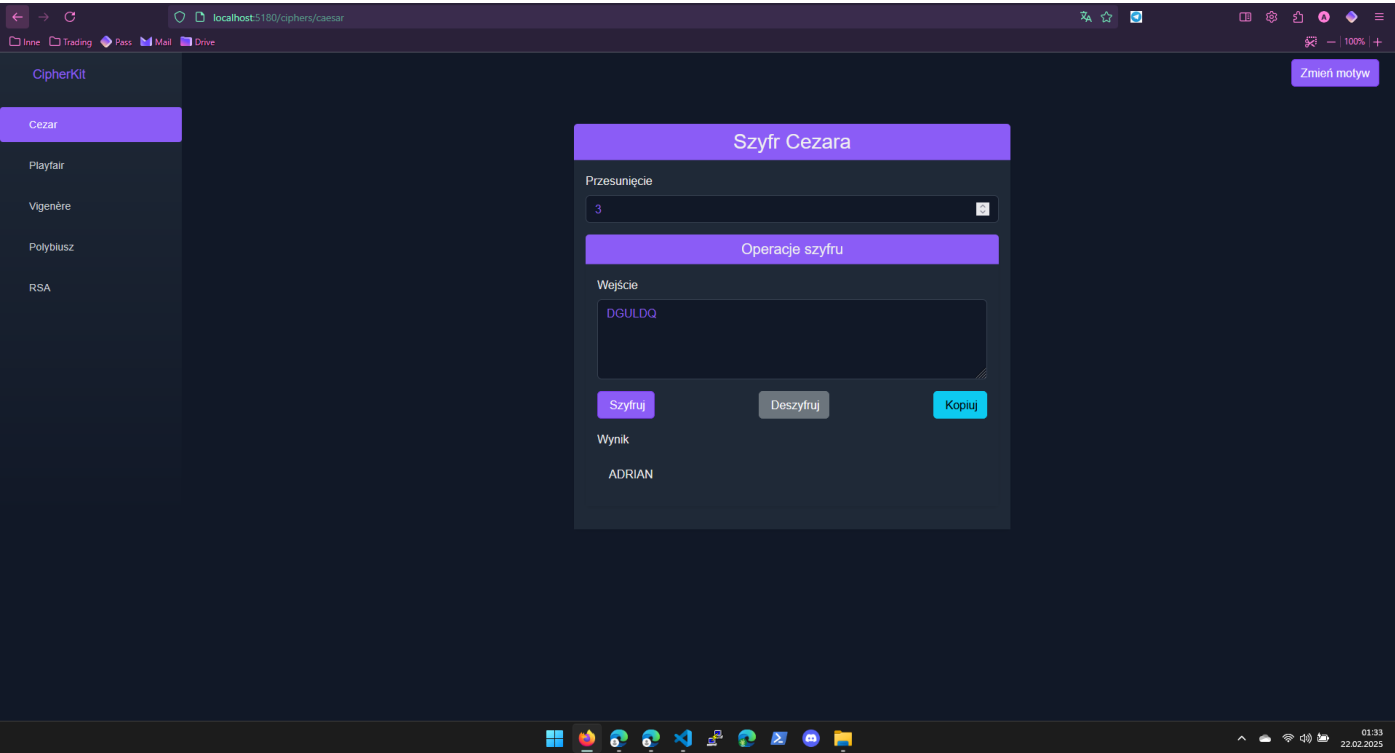 localhost:5180/ciphers/caesar
Inne Trading Pass Mail Drive
100%
CipherKit
Zmień motyw
Cezar
Playfair
Vigenère
Polybiusz
RSA
Szyfr Cezara
Przesunięcie
3
Operacje szyfru
Wejście
DGULDQ
Szyfruj Deszyfruj Kopiuj
Wynik
ADRIAN
01:33
22.02.2025